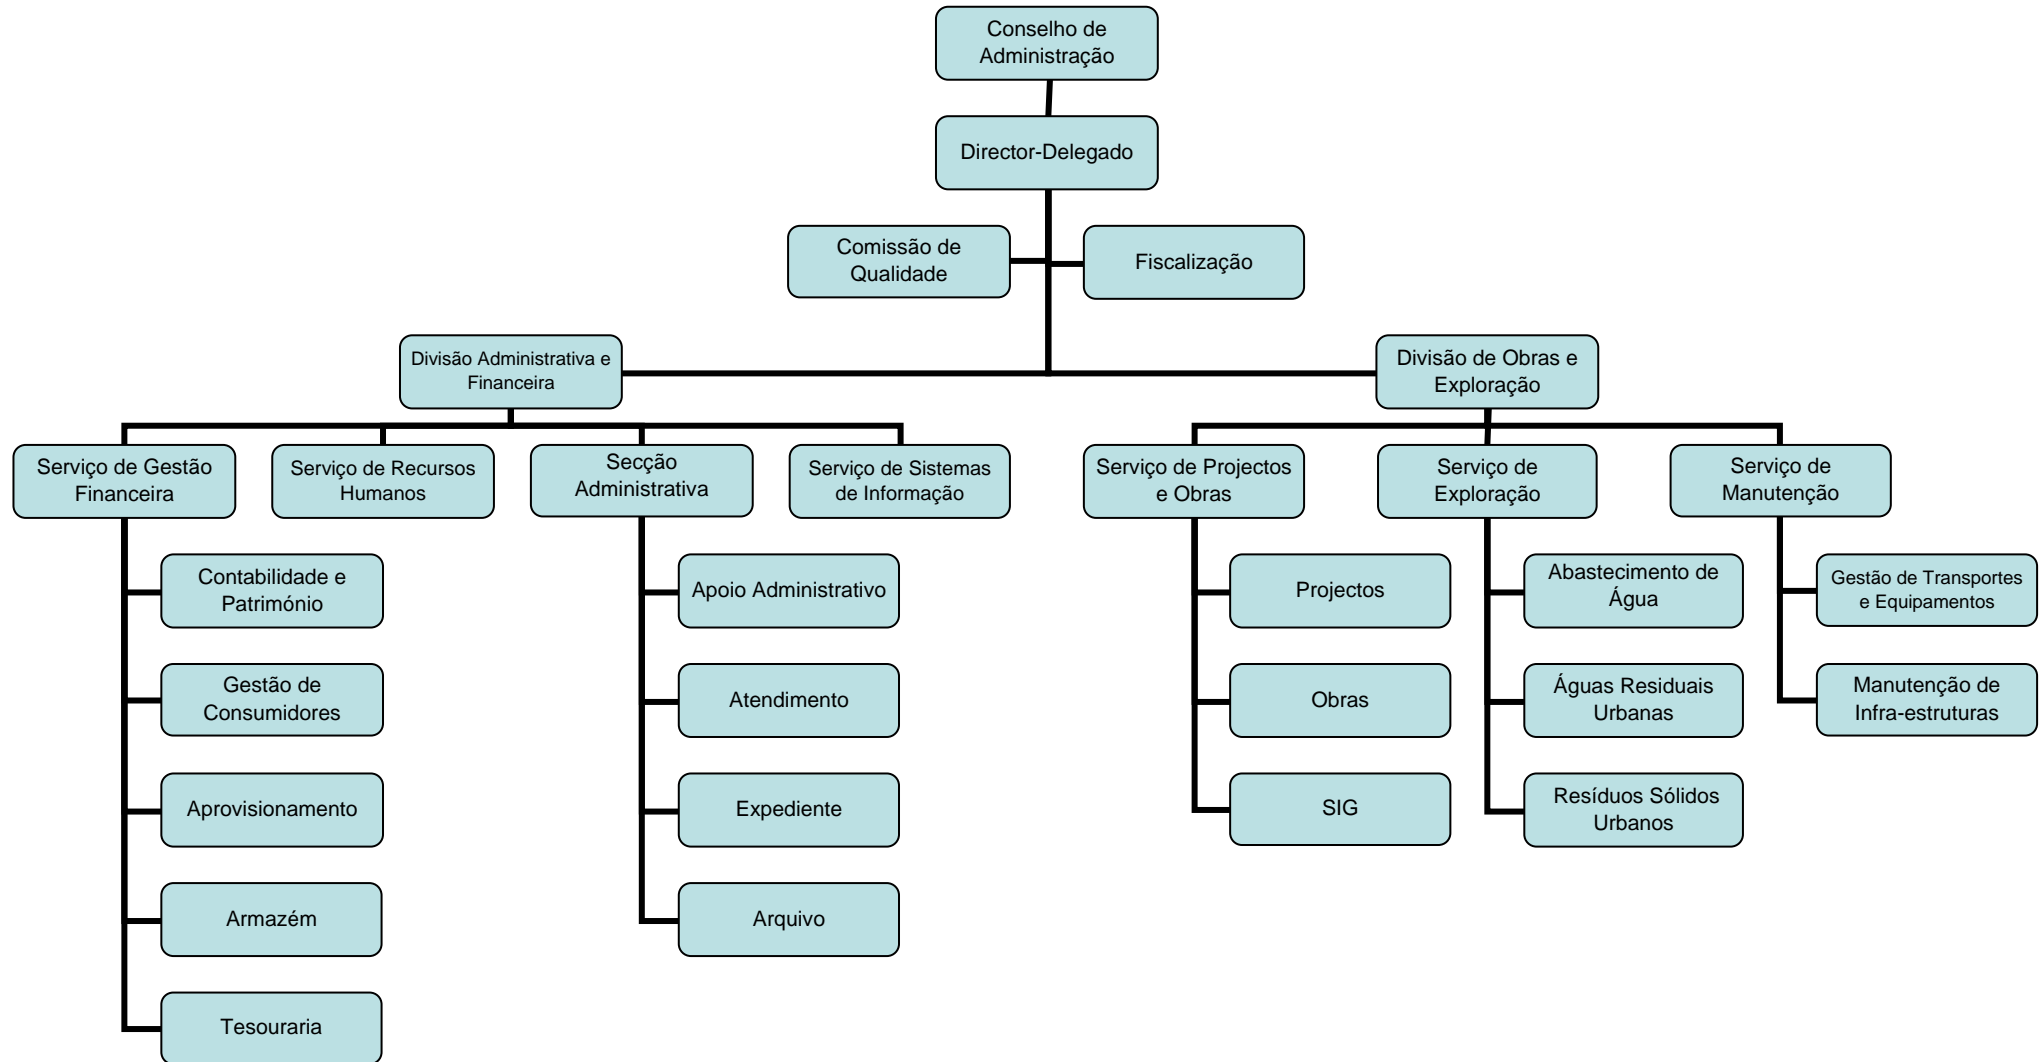 Conselho de
Administração
Director-Delegado
Comissão de
Qualidade
Fiscalização
Divisão Administrativa e
Financeira
Divisão de Obras e
Exploração
Serviço de Gestão
Financeira
Serviço de Recursos
Humanos
Secção
Administrativa
Serviço de Sistemas
de Informação
Serviço de Projectos
e Obras
Serviço de
Exploração
Serviço de
Manutenção
Contabilidade e
Património
Gestão de
Consumidores
Aprovisionamento
Armazém
Tesouraria
Apoio Administrativo
Atendimento
Expediente
Arquivo
Projectos
Obras
SIG
Abastecimento de
Água
Águas Residuais
Urbanas
Resíduos Sólidos
Urbanos
Gestão de Transportes
e Equipamentos
Manutenção de
Infra-estruturas